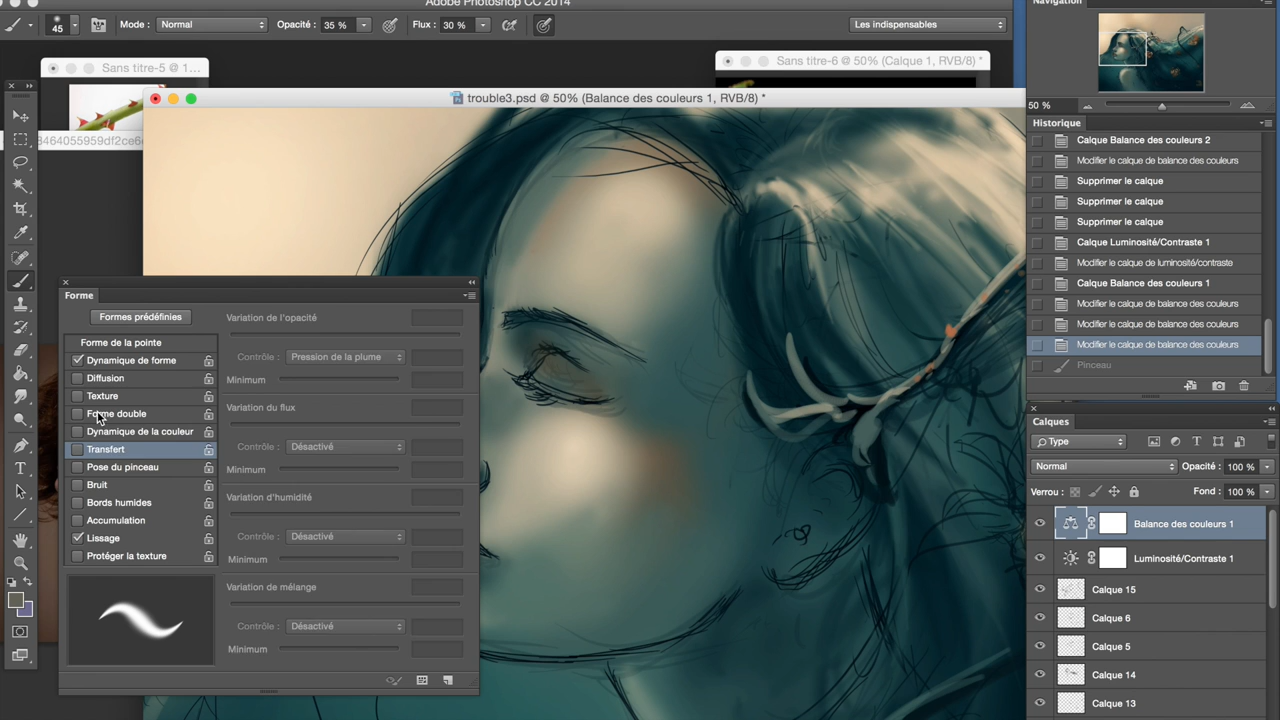 Adobe Photoshop CC 2014
45
Mode : Normal
Opacité : 35 %
Flux : 30 %
Les indispensables
Sans titre-5 @ 1...
Sans titre-6 @ 50% (Calque 1, RVB/8) *
trouble3.psd @ 50% (Balance des couleurs 1, RVB/8) *
Forme
Formes prédéfinies
Forme de la pointe
Dynamique de forme
Diffusion
Texture
Forme double
Dynamique de la couleur
Transfert
Pose du pinceau
Bruit
Bords humides
Accumulation
Lissage
Protéger la texture
Variation de l'opacité
Contrôle : Pression de la plume
Minimum
Variation du flux
Contrôle : Désactivé
Minimum
Variation d'humidité
Contrôle : Désactivé
Minimum
Variation de mélange
Contrôle : Désactivé
Minimum
Navigation
50 %
Historique
Calque Balance des couleurs 2
Modifier le calque de balance des couleurs
Supprimer le calque
Supprimer le calque
Supprimer le calque
Calque Luminosité/Contraste 1
Modifier le calque de luminosité/contraste
Calque Balance des couleurs 1
Modifier le calque de balance des couleurs
Modifier le calque de balance des couleurs
Modifier le calque de balance des couleurs
Pinceau
Calques
Type
Normal
Opacité : 100 %
Verrou :
Fond : 100 %
Balance des couleurs 1
Luminosité/Contraste 1
Calque 15
Calque 6
Calque 5
Calque 14
Calque 13